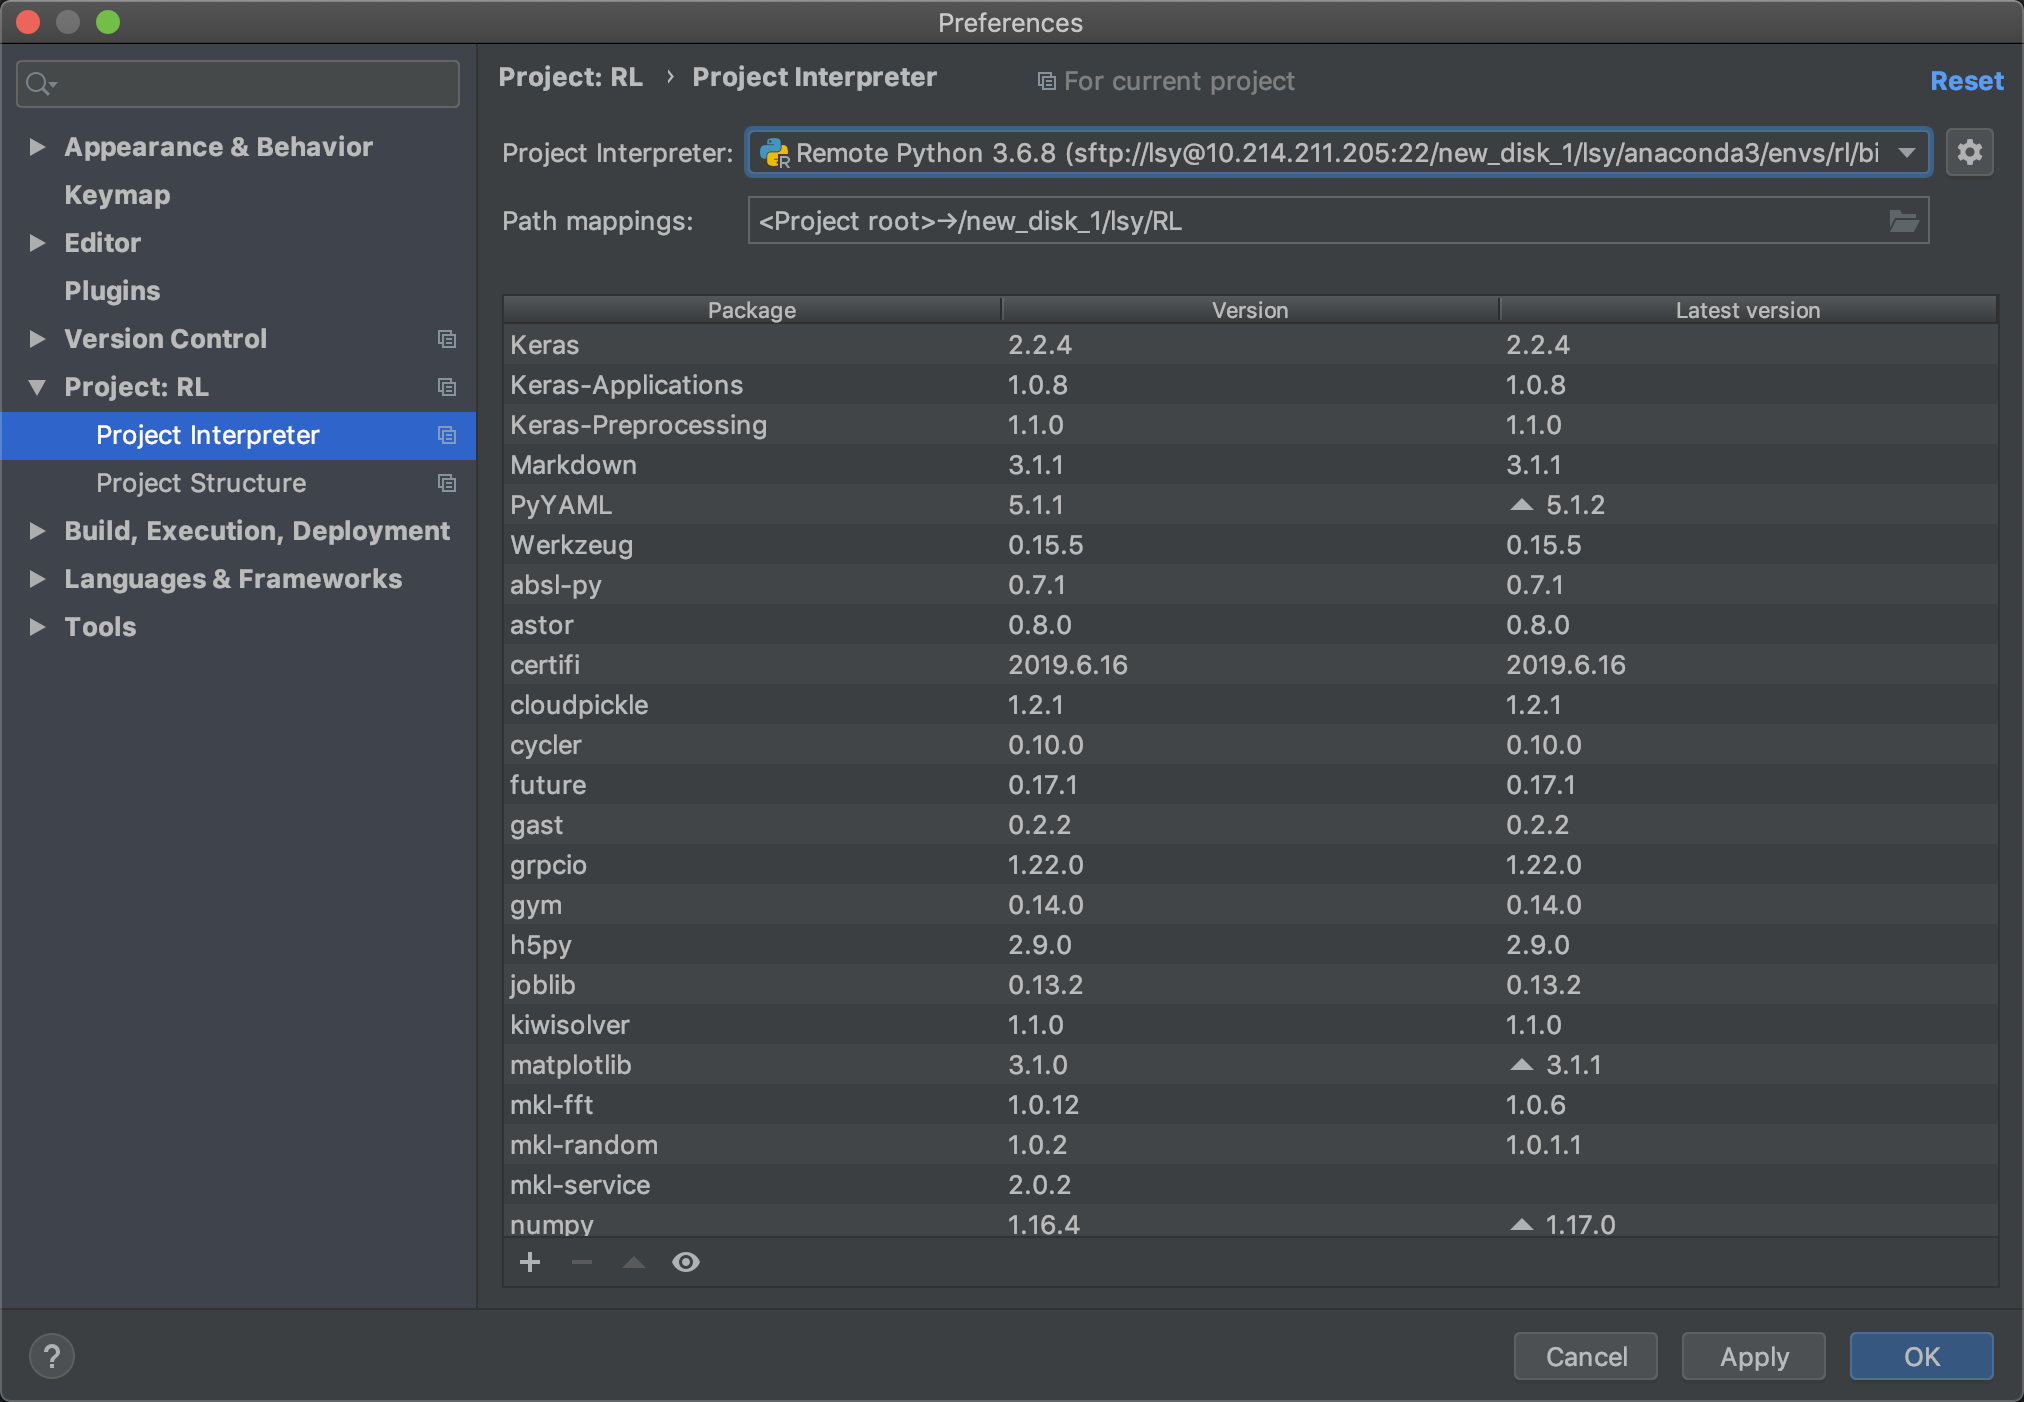 Preferences
Project: RL › Project Interpreter
For current project
Reset
Appearance & Behavior
Keymap
Editor
Plugins
Version Control
Project: RL
Project Interpreter
Project Structure
Build, Execution, Deployment
Languages & Frameworks
Tools
Project Interpreter: Remote Python 3.6.8 (sftp://lsy@10.214.211.205:22/new_disk_1/lsy/anaconda3/envs/rl/bi
Path mappings: <Project root>→/new_disk_1/lsy/RL
Package Version Latest version
Keras 2.2.4 2.2.4
Keras-Applications 1.0.8 1.0.8
Keras-Preprocessing 1.1.0 1.1.0
Markdown 3.1.1 3.1.1
PyYAML 5.1.1 5.1.2
Werkzeug 0.15.5 0.15.5
absl-py 0.7.1 0.7.1
astor 0.8.0 0.8.0
certifi 2019.6.16 2019.6.16
cloudpickle 1.2.1 1.2.1
cycler 0.10.0 0.10.0
future 0.17.1 0.17.1
gast 0.2.2 0.2.2
grpcio 1.22.0 1.22.0
gym 0.14.0 0.14.0
h5py 2.9.0 2.9.0
joblib 0.13.2 0.13.2
kiwisolver 1.1.0 1.1.0
matplotlib 3.1.0 3.1.1
mkl-fft 1.0.12 1.0.6
mkl-random 1.0.2 1.0.1.1
mkl-service 2.0.2
numpy 1.16.4 1.17.0
?
Cancel
Apply
OK